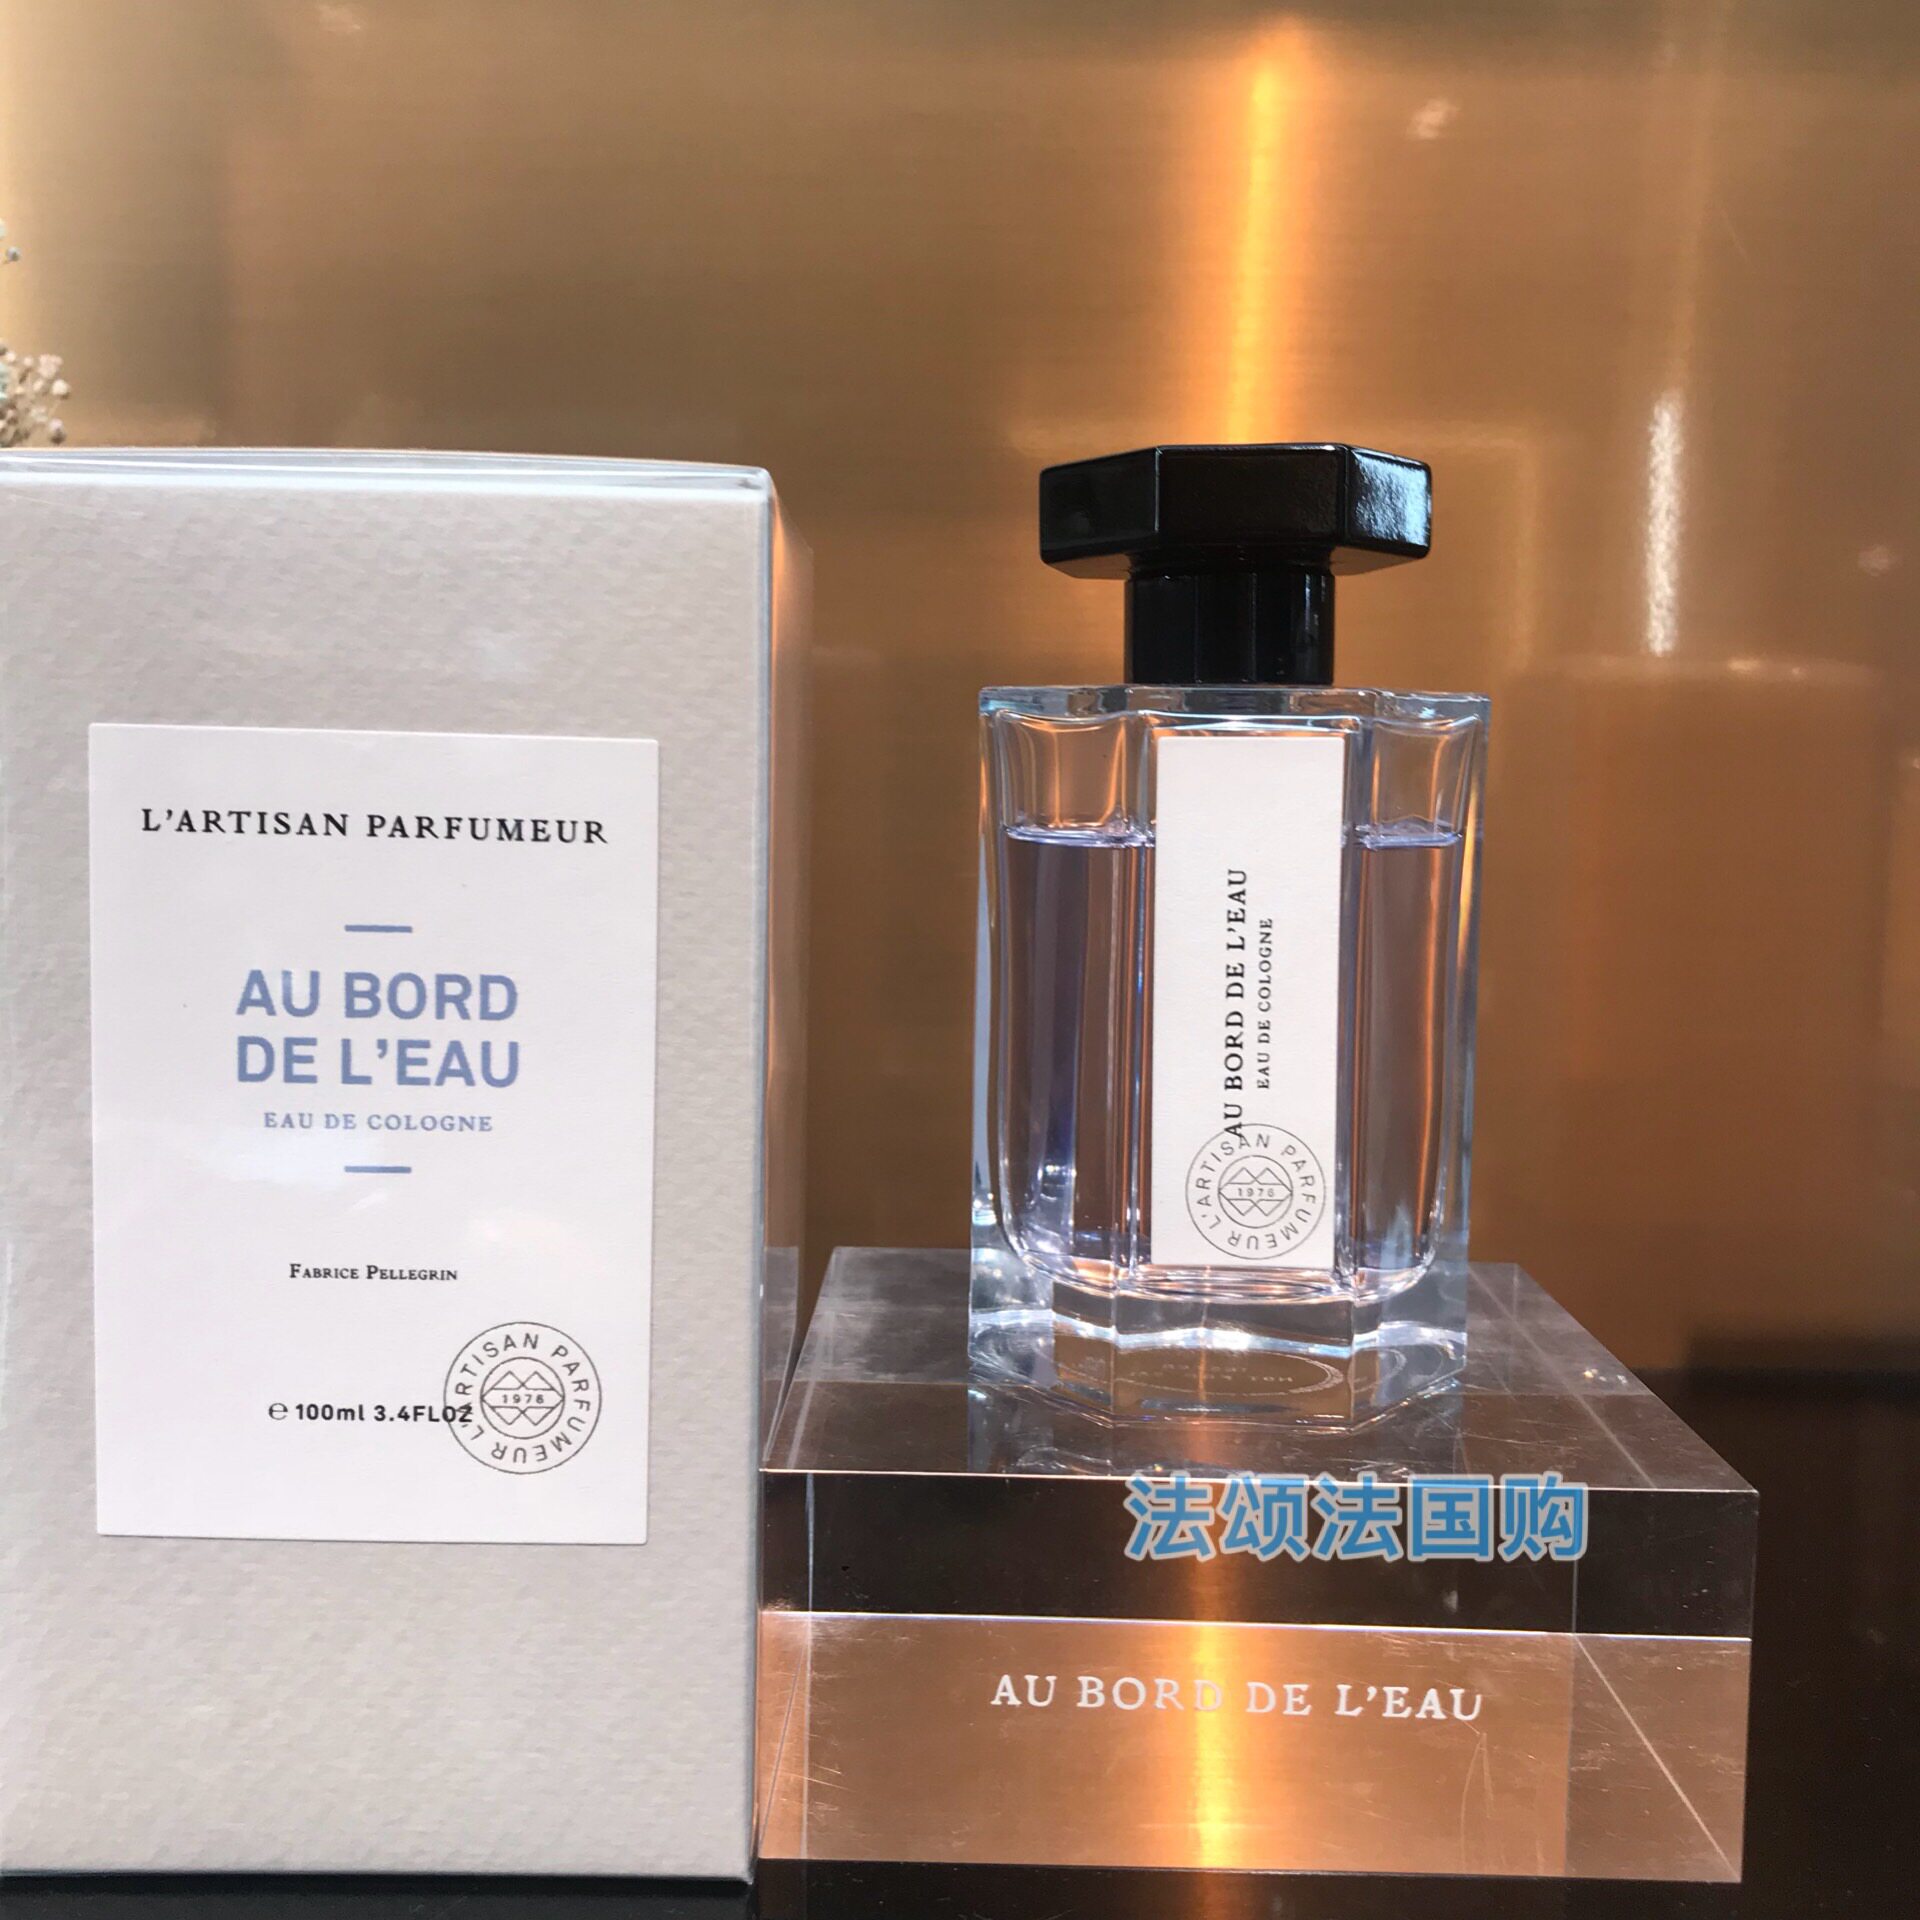 L'ARTISAN PARFUMEUR
AU BORD
DE L'EAU
EAU DE COLOGNE
FABRICE PELLEGRIN
℮ 100ml 3.4FLOZ
L'ARTISAN PARFUMEUR
1976
AU BORD DE L'EAU
EAU DE COLOGNE
L'ARTISAN PARFUMEUR
1976
法颂法国购
AU BORD DE L'EAU